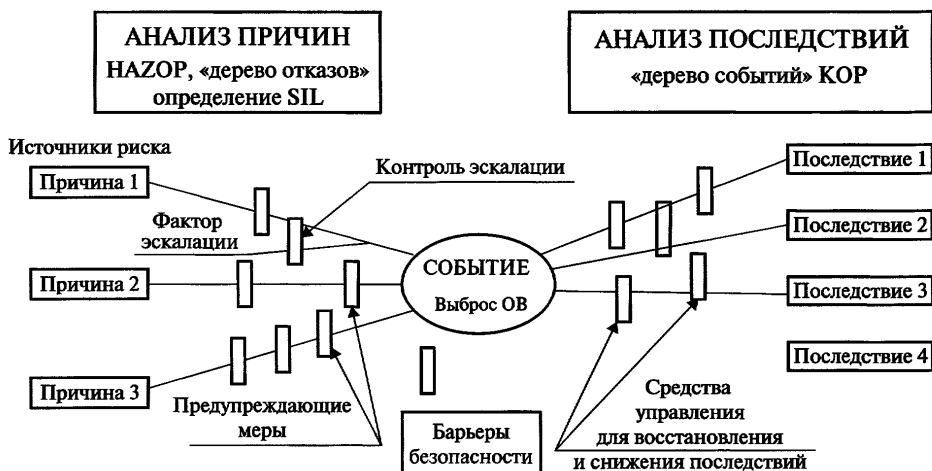 АНАЛИЗ ПРИЧИН
HAZOP, «дерево отказов»
определение SIL
АНАЛИЗ ПОСЛЕДСТВИЙ
«дерево событий» КОР
Источники риска
Причина 1
Контроль эскалации
Фактор
эскалации
Причина 2
Причина 3
СОБЫТИЕ
Выброс ОВ
Последствие 1
Последствие 2
Последствие 3
Последствие 4
Предупреждающие
меры
Барьеры
безопасности
Средства
управления
для восстановления
и снижения последствий